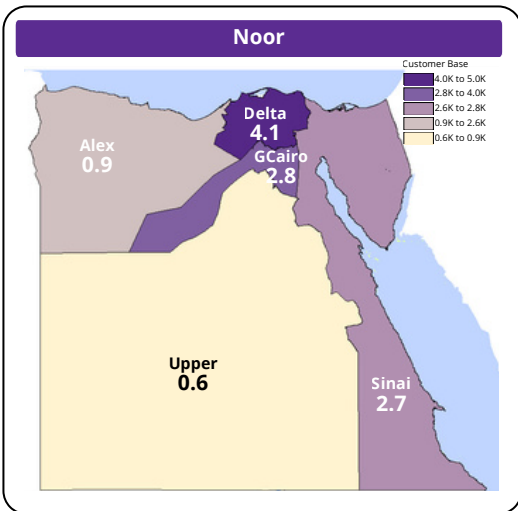 Noor
Customer Base
4.0K to 5.0K
2.8K to 4.0K
2.6K to 2.8K
0.9K to 2.6K
0.6K to 0.9K
Delta
4.1
Alex
0.9
GCairo
2.8
Upper
0.6
Sinai
2.7